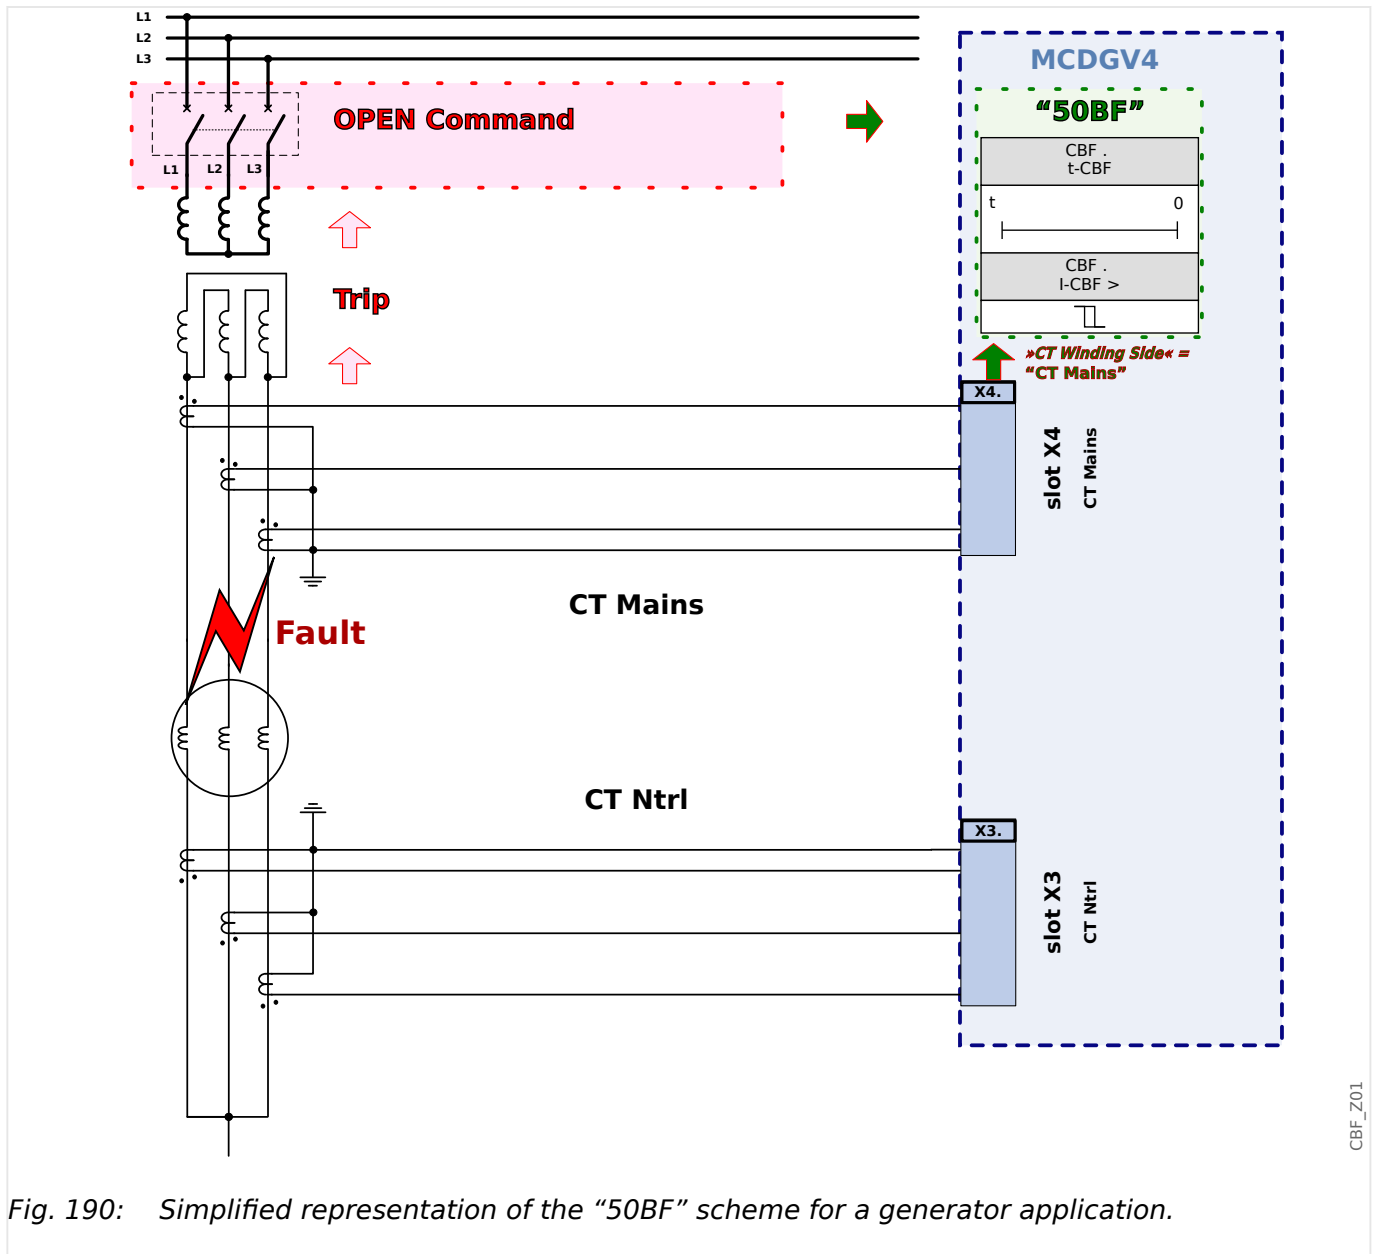 L1
L2
L3
MCDGV4
OPEN Command
“50BF”
CBF .
t-CBF
L1 L2 L3
t 0
CBF .
I-CBF >
Trip
»CT Winding Side« =
“CT Mains”
X4.
slot X4
CT Mains
CT Mains
Fault
CT Ntrl
X3.
slot X3
CT Ntrl
CBF_Z01
Fig. 190: Simplified representation of the “50BF” scheme for a generator application.